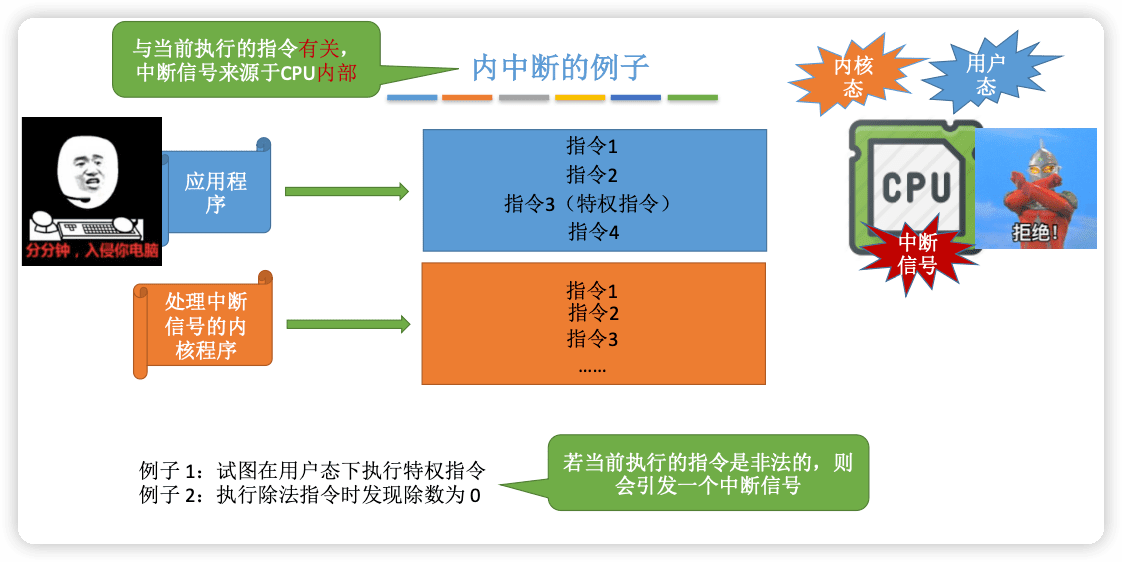 与当前执行的指令有关，
中断信号来源于CPU内部
内中断的例子
内核
态
用户
态
分分钟，入侵你电脑
应用程
序
指令1
指令2
指令3（特权指令）
指令4
CPU
拒绝！
中断
信号
处理中断
信号的内
核程序
指令1
指令2
指令3
……
例子 1：试图在用户态下执行特权指令
例子 2：执行除法指令时发现除数为 0
若当前执行的指令是非法的，则
会引发一个中断信号